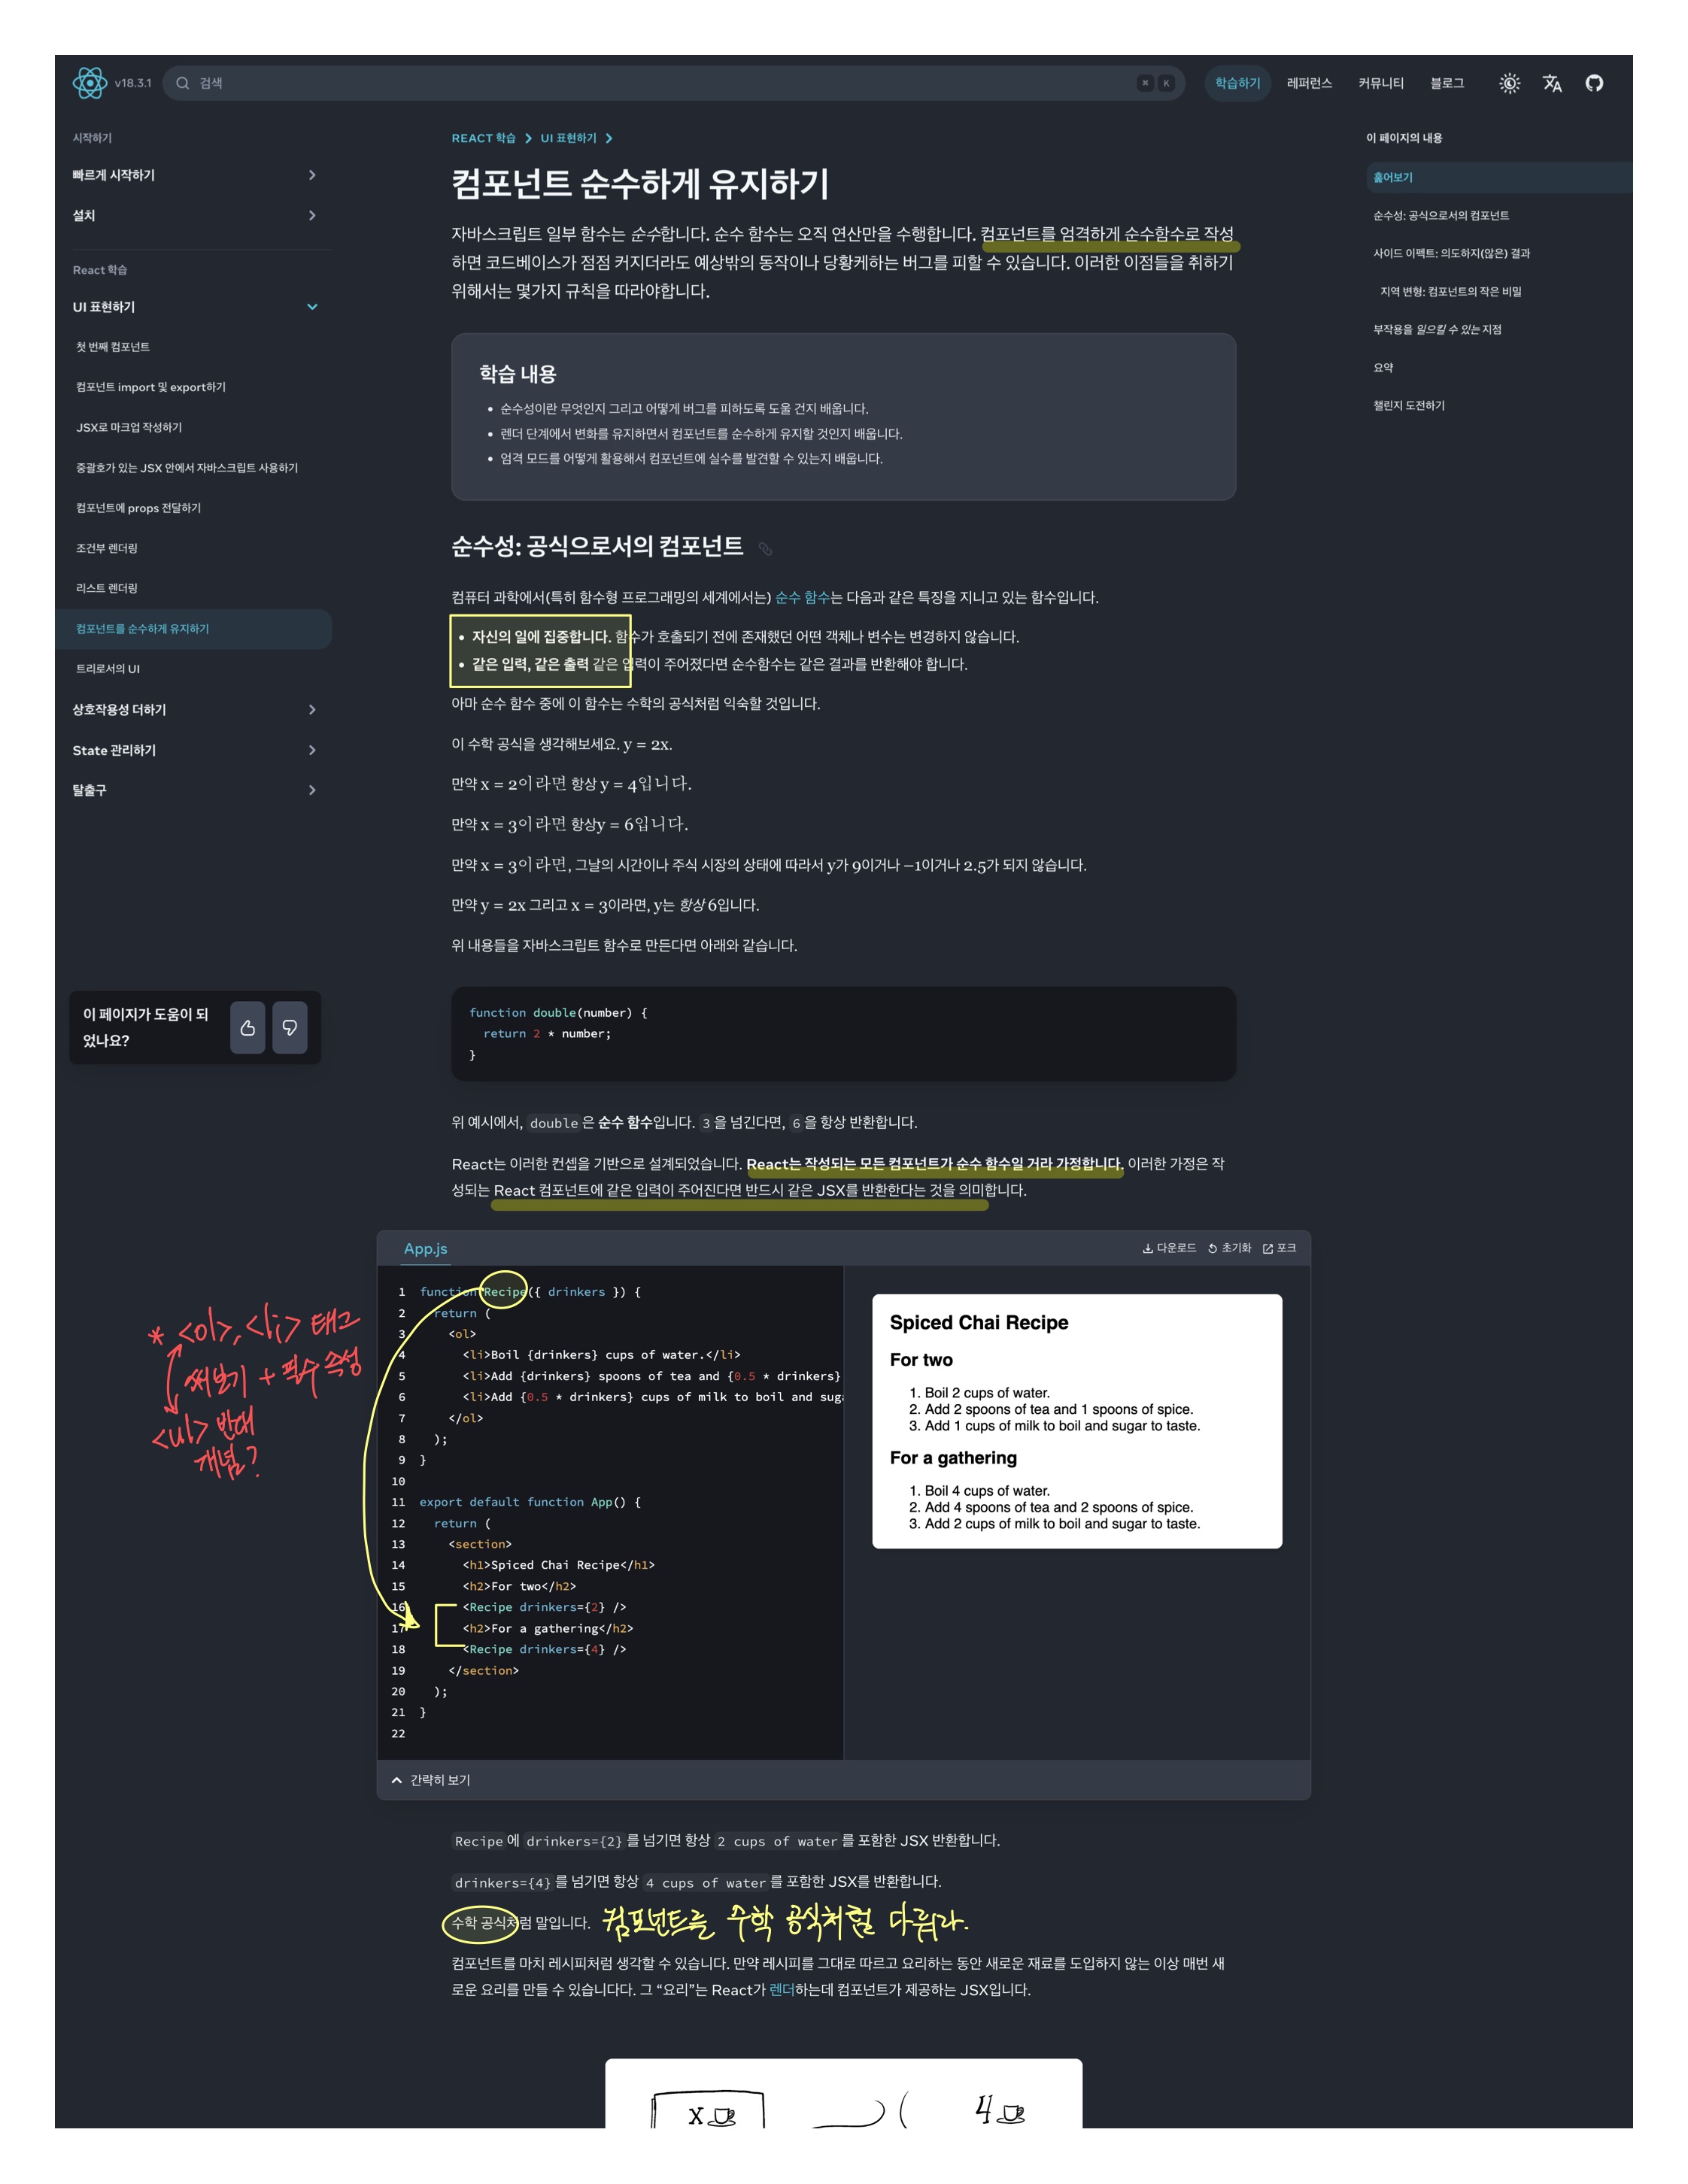 v18.3.1
검색
⌘ K
학습하기 레퍼런스 커뮤니티 블로그
시작하기
빠르게 시작하기
설치
React 학습
UI 표현하기
첫 번째 컴포넌트
컴포넌트 import 및 export하기
JSX로 마크업 작성하기
중괄호가 있는 JSX 안에서 자바스크립트 사용하기
컴포넌트에 props 전달하기
조건부 렌더링
리스트 렌더링
컴포넌트를 순수하게 유지하기
트리로서의 UI
상호작용성 더하기
State 관리하기
탈출구
이 페이지가 도움이 되
었나요?
REACT 학습 > UI 표현하기 >
컴포넌트 순수하게 유지하기
자바스크립트 일부 함수는 순수합니다. 순수 함수는 오직 연산만을 수행합니다. 컴포넌트를 엄격하게 순수함수로 작성
하면 코드베이스가 점점 커지더라도 예상밖의 동작이나 당황케하는 버그를 피할 수 있습니다. 이러한 이점들을 취하기
위해서는 몇가지 규칙을 따라야합니다.
학습 내용
• 순수성이란 무엇인지 그리고 어떻게 버그를 피하도록 도울 건지 배웁니다.
• 렌더 단계에서 변화를 유지하면서 컴포넌트를 순수하게 유지할 것인지 배웁니다.
• 엄격 모드를 어떻게 활용해서 컴포넌트에 실수를 발견할 수 있는지 배웁니다.
순수성: 공식으로서의 컴포넌트
컴퓨터 과학에서(특히 함수형 프로그래밍의 세계에서는) 순수 함수는 다음과 같은 특징을 지니고 있는 함수입니다.
• 자신의 일에 집중합니다. 함수가 호출되기 전에 존재했던 어떤 객체나 변수는 변경하지 않습니다.
• 같은 입력, 같은 출력 같은 입력이 주어졌다면 순수함수는 같은 결과를 반환해야 합니다.
아마 순수 함수 중에 이 함수는 수학의 공식처럼 익숙할 것입니다.
이 수학 공식을 생각해보세요. y = 2x.
만약 x = 2이라면 항상 y = 4입니다.
만약 x = 3이라면 항상y = 6입니다.
만약 x = 3이라면, 그날의 시간이나 주식 시장의 상태에 따라서 y가 9이거나 –1이거나 2.5가 되지 않습니다.
만약 y = 2x 그리고 x = 3이라면, y는 항상 6입니다.
위 내용들을 자바스크립트 함수로 만든다면 아래와 같습니다.
function double(number) {
return 2 * number;
}
위 예시에서, double은 순수 함수입니다. 3을 넘긴다면, 6을 항상 반환합니다.
React는 이러한 컨셉을 기반으로 설계되었습니다. React는 작성되는 모든 컴포넌트가 순수 함수일 거라 가정합니다. 이러한 가정은 작
성되는 React 컴포넌트에 같은 입력이 주어진다면 반드시 같은 JSX를 반환한다는 것을 의미합니다.
* <ol>, <li> 태그
써보기 + 필수 속성
<ul> 반대
개념?
App.js
다운로드 초기화 포크
1 function Recipe({ drinkers }) {
2 return (
3 <ol>
4 <li>Boil {drinkers} cups of water.</li>
5 <li>Add {drinkers} spoons of tea and {0.5 * drinkers}
6 <li>Add {0.5 * drinkers} cups of milk to boil and suga
7 </ol>
8 );
9 }
10
11 export default function App() {
12 return (
13 <section>
14 <h1>Spiced Chai Recipe</h1>
15 <h2>For two</h2>
16 <Recipe drinkers={2} />
17 <h2>For a gathering</h2>
18 <Recipe drinkers={4} />
19 </section>
20 );
21 }
22
Spiced Chai Recipe
For two
1. Boil 2 cups of water.
2. Add 2 spoons of tea and 1 spoons of spice.
3. Add 1 cups of milk to boil and sugar to taste.
For a gathering
1. Boil 4 cups of water.
2. Add 4 spoons of tea and 2 spoons of spice.
3. Add 2 cups of milk to boil and sugar to taste.
간략히 보기
Recipe 에 drinkers={2} 를 넘기면 항상 2 cups of water 를 포함한 JSX 반환합니다.
drinkers={4} 를 넘기면 항상 4 cups of water 를 포함한 JSX를 반환합니다.
수학 공식처럼 말입니다. 컴포넌트를 수학 공식처럼 다뤄라.
컴포넌트를 마치 레시피처럼 생각할 수 있습니다. 만약 레시피를 그대로 따르고 요리하는 동안 새로운 재료를 도입하지 않는 이상 매번 새
로운 요리를 만들 수 있습니다다. 그 “요리”는 React가 렌더하는데 컴포넌트가 제공하는 JSX입니다.
x 4
이 페이지의 내용
훑어보기
순수성: 공식으로서의 컴포넌트
사이드 이펙트: 의도하지(않은) 결과
지역 변형: 컴포넌트의 작은 비밀
부작용을 일으킬 수 있는 지점
요약
챌린지 도전하기